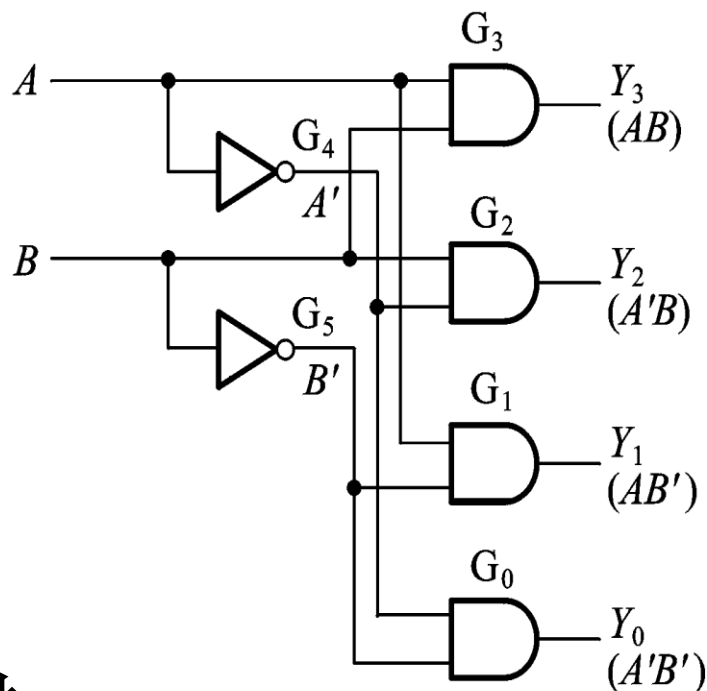 G₃
A
Y₃
(AB)
G₄
A'
G₂
B
Y₂
(A'B)
G₅
B'
G₁
Y₁
(AB')
G₀
Y₀
(A'B')